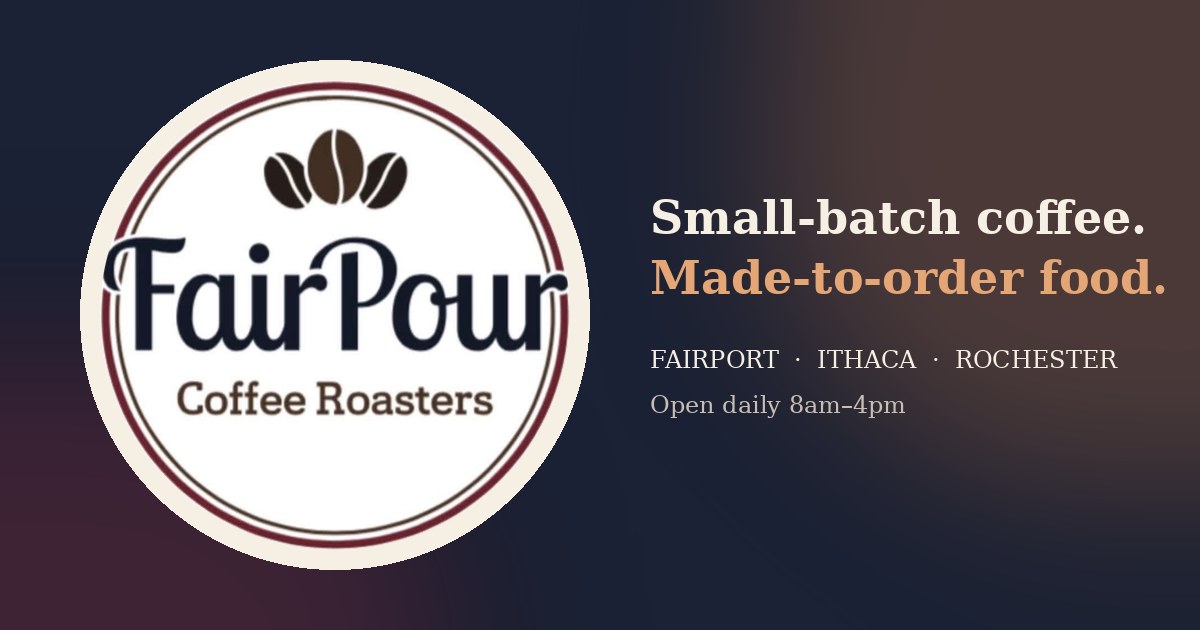 FairPour
Coffee Roasters
Small-batch coffee.
Made-to-order food.
FAIRPORT · ITHACA · ROCHESTER
Open daily 8am–4pm